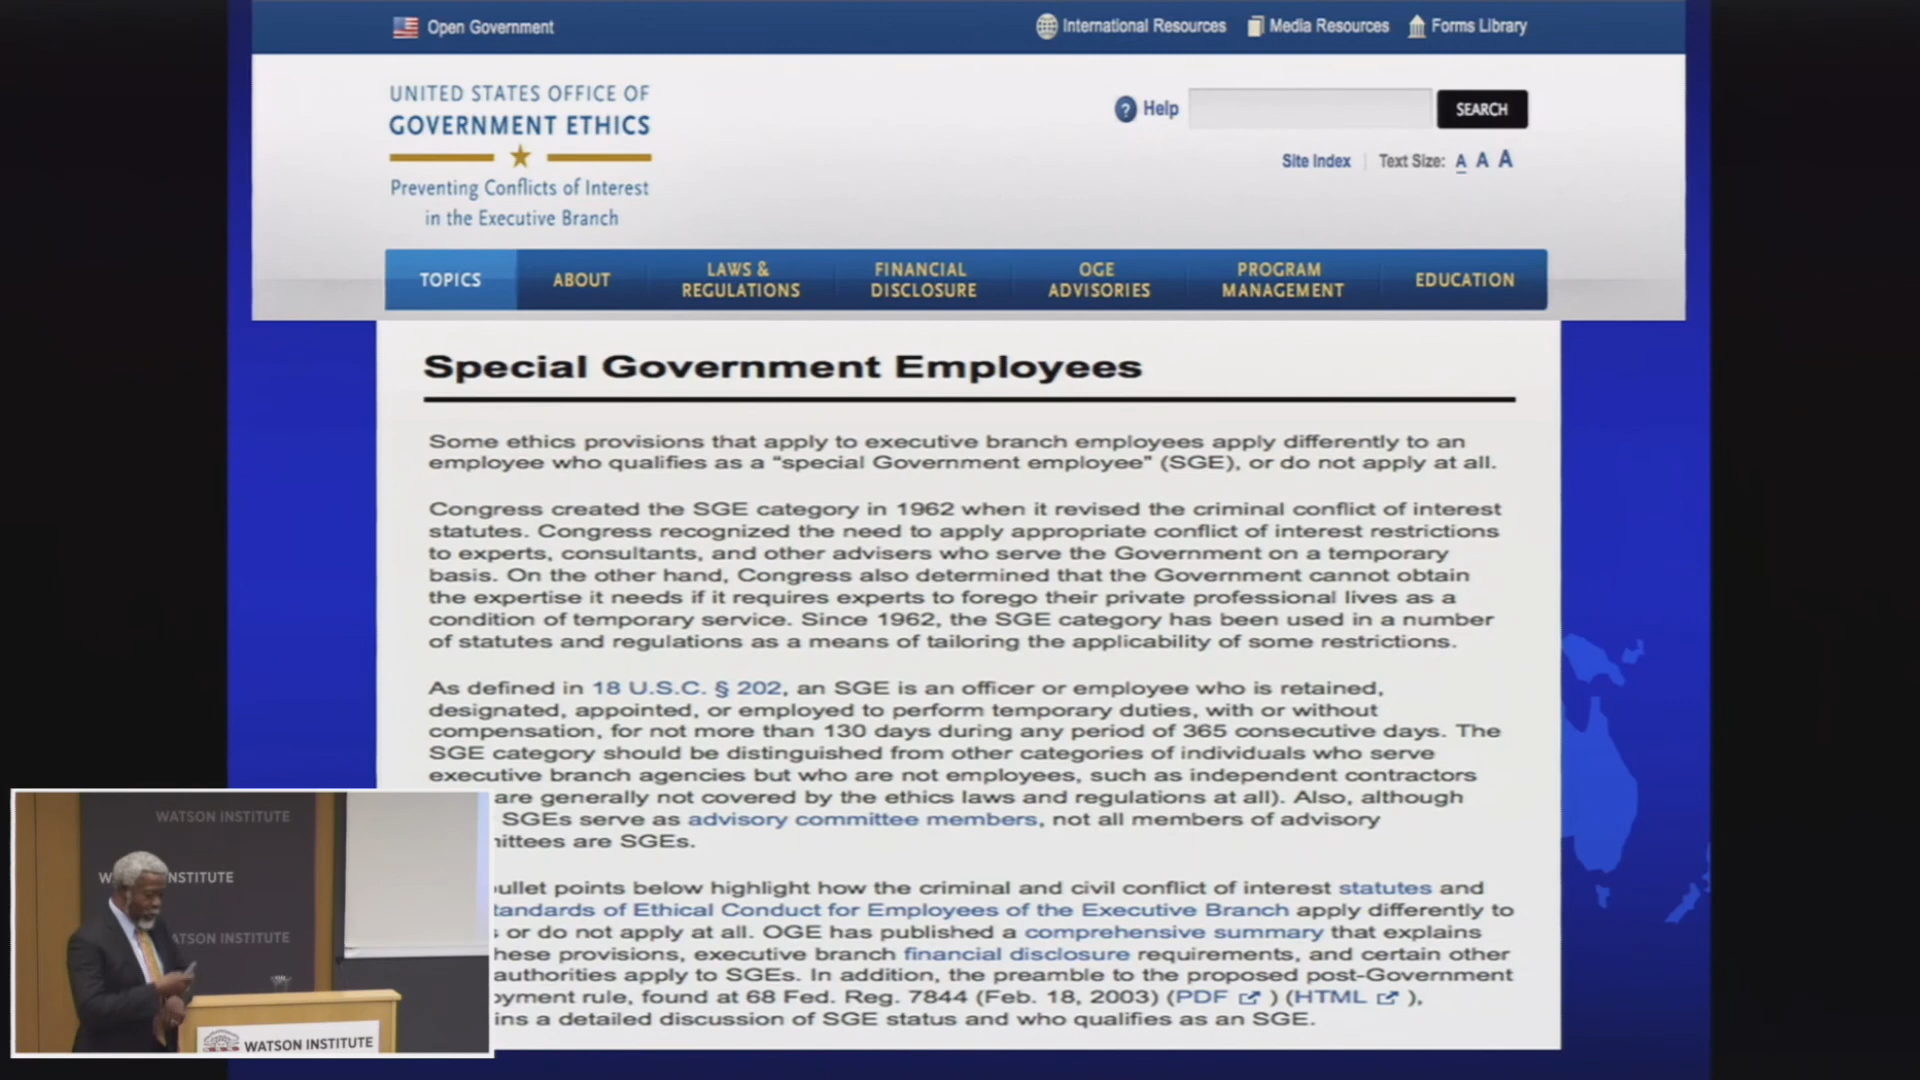 Open Government
International Resources
Media Resources
Forms Library
UNITED STATES OFFICE OF
GOVERNMENT ETHICS
Preventing Conflicts of Interest
in the Executive Branch
? Help
SEARCH
Site Index
Text Size: A A A
TOPICS
ABOUT
LAWS &
REGULATIONS
FINANCIAL
DISCLOSURE
OGE
ADVISORIES
PROGRAM
MANAGEMENT
EDUCATION
Special Government Employees
Some ethics provisions that apply to executive branch employees apply differently to an
employee who qualifies as a “special Government employee” (SGE), or do not apply at all.
Congress created the SGE category in 1962 when it revised the criminal conflict of interest
statutes. Congress recognized the need to apply appropriate conflict of interest restrictions
to experts, consultants, and other advisers who serve the Government on a temporary
basis. On the other hand, Congress also determined that the Government cannot obtain
the expertise it needs if it requires experts to forego their private professional lives as a
condition of temporary service. Since 1962, the SGE category has been used in a number
of statutes and regulations as a means of tailoring the applicability of some restrictions.
As defined in 18 U.S.C. § 202, an SGE is an officer or employee who is retained,
designated, appointed, or employed to perform temporary duties, with or without
compensation, for not more than 130 days during any period of 365 consecutive days. The
SGE category should be distinguished from other categories of individuals who serve
executive branch agencies but who are not employees, such as independent contractors
are generally not covered by the ethics laws and regulations at all). Also, although
SGEs serve as advisory committee members, not all members of advisory
ittees are SGEs.
ullet points below highlight how the criminal and civil conflict of interest statutes and
tandards of Ethical Conduct for Employees of the Executive Branch apply differently to
or do not apply at all. OGE has published a comprehensive summary that explains
hese provisions, executive branch financial disclosure requirements, and certain other
authorities apply to SGEs. In addition, the preamble to the proposed post-Government
yment rule, found at 68 Fed. Reg. 7844 (Feb. 18, 2003) (PDF ) (HTML ),
ins a detailed discussion of SGE status and who qualifies as an SGE.
WATSON INSTITUTE
W NSTITUTE
ATSON INSTITUTE
WATSON INSTITUTE